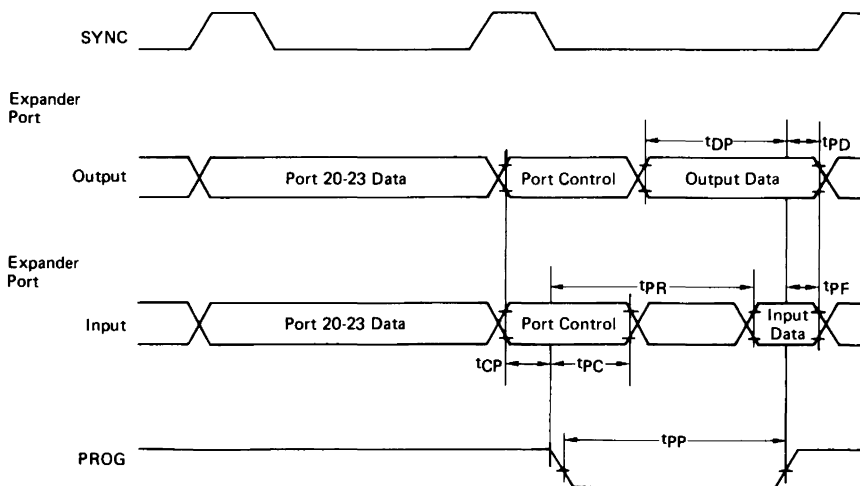 SYNC
Expander
Port
tDP
tPD
Output
Port 20-23 Data
Port Control
Output Data
Expander
Port
tPR
tPF
Input
Port 20-23 Data
Port Control
Input
Data
tCP
tPC
tPP
PROG